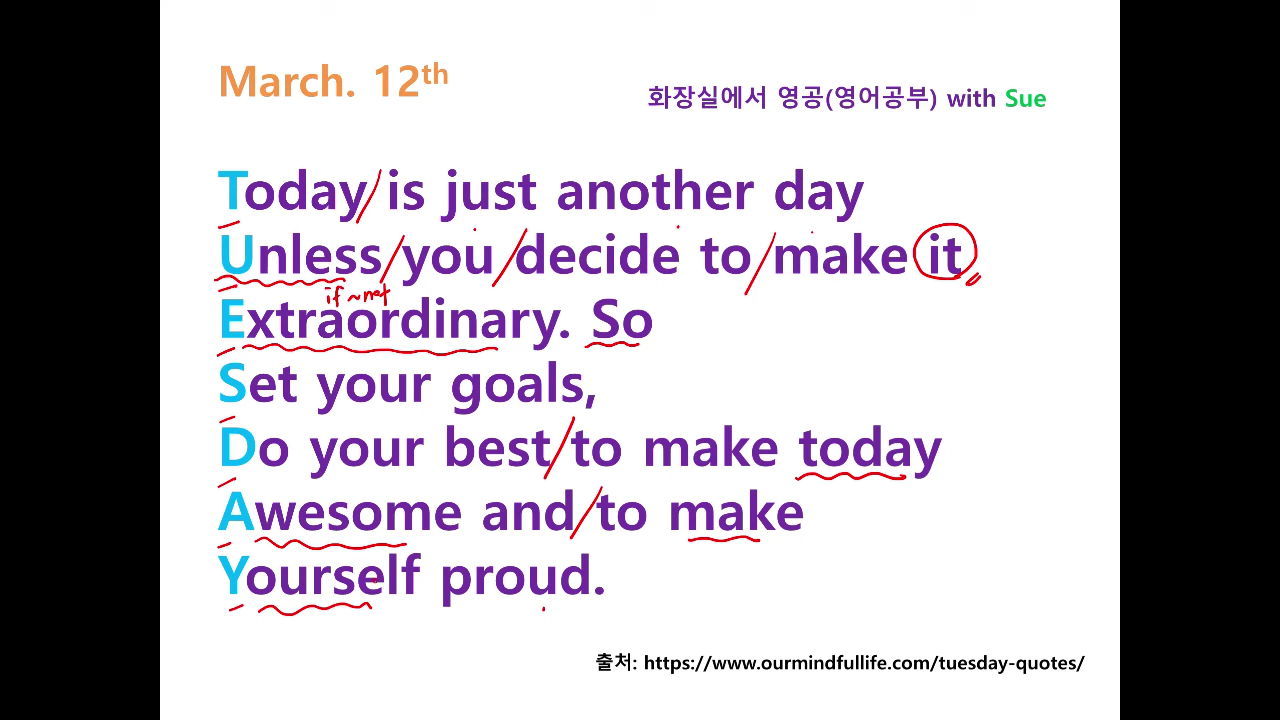 March. 12th
화장실에서 영공(영어공부) with Sue
Today is just another day
Unless you decide to make it
if ~ not
Extraordinary. So
Set your goals,
Do your best to make today
Awesome and to make
Yourself proud.
출처: https://www.ourmindfullife.com/tuesday-quotes/